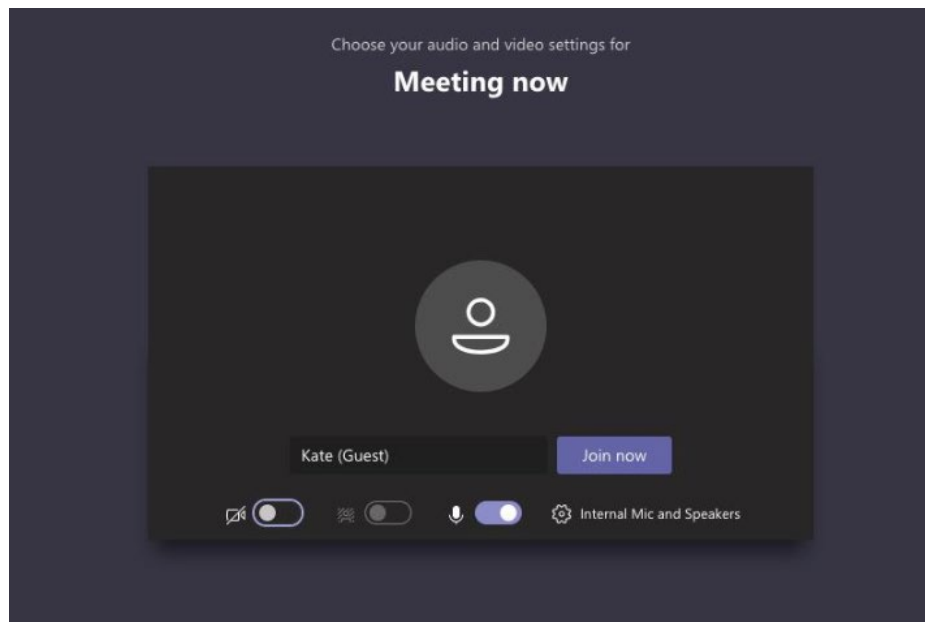 Choose your audio and video settings for
Meeting now
Kate (Guest)
Join now
Internal Mic and Speakers